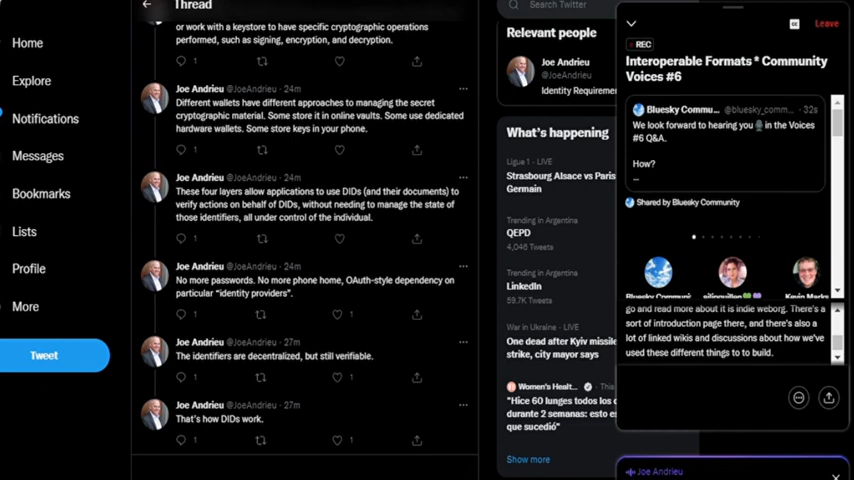 Home
Explore
Notifications
Messages
Bookmarks
Lists
Profile
More
Tweet
Thread
or work with a keystore to have specific cryptographic operations
performed, such as signing, encryption, and decryption.
1
Joe Andrieu @JoeAndrieu · 24m
Different wallets have different approaches to managing the secret
cryptographic material. Some store it in online vaults. Some use dedicated
hardware wallets. Some store keys in your phone.
1
Joe Andrieu @JoeAndrieu · 24m
These four layers allow applications to use DIDs (and their documents) to
verify actions on behalf of DIDs, without needing to manage the state of
those identifiers, all under control of the individual.
1
Joe Andrieu @JoeAndrieu · 24m
No more passwords. No more phone home, OAuth-style dependency on
particular “identity providers”.
1 1
Joe Andrieu @JoeAndrieu · 27m
The identifiers are decentralized, but still verifiable.
1 1
Joe Andrieu @JoeAndrieu · 27m
That’s how DIDs work.
1 1
Search Twitter
Relevant people
Joe Andrieu
@JoeAndrieu
Identity Requireme
What’s happening
Ligue 1 · LIVE
Strasbourg Alsace vs Paris
Germain
Trending in Argentina
QEPD
4,046 Tweets
Trending in Argentina
LinkedIn
59.7K Tweets
War in Ukraine · LIVE
One dead after Kyiv missile
strike, city mayor says
Women's Healt... · This
"Hice 60 lunges todos los d
durante 2 semanas: esto es
que sucedió"
Show more
Leave
REC
Interoperable Formats * Community
Voices #6
Bluesky Commu... @bluesky_comm... · 32s
We look forward to hearing you 🎙️in the Voices
#6 Q&A.
How?
...
Shared by Bluesky Community
Bluesky Communit
Kevin Marks
go and read more about it is indie weborg. There's a
sort of introduction page there, and there's also a
lot of linked wikis and discussions about how we've
used these different things to to build.
Joe Andrieu